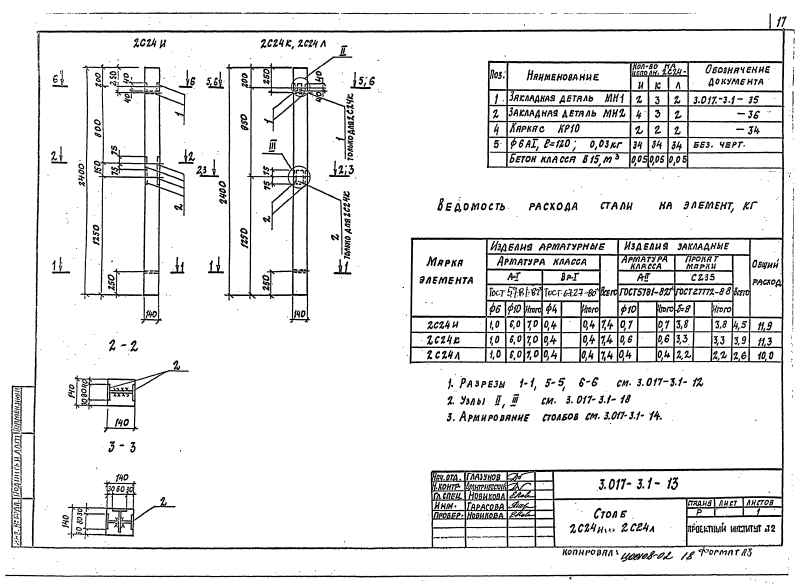 17
2С24И
2С24К, 2С24Л
II
6
6
5,6
5,6
200
250
40
40
200
250
40
40
1
1
только для 2С24К
800
950
III
75
75
150
2
2
2,3
2;3
75
15
2
2
2
только для 2С24К
2400
2400
1250
1250
1
1
1
1
250
250
140
140
2-2
2
140
140
3-3
140
30 80 30
2
140
30 80 30
Поз.
Наименование
Кол-во на исполн. 2С24-
Обозначение документа
И К Л
1 Закладная деталь МН1 2 3 2 3.017.-3.1-35
2 Закладная деталь МН2 4 3 2 -36
4 Каркас КР10 2 2 2 -34
5 ф6АI, ℓ=120; 0,03кг 34 34 34 БЕЗ. ЧЕРТ.
Бетон класса В15, м³ 0,05 0,05 0,05
Ведомость расхода стали на элемент, кг
Марка элемента
Изделия арматурные
Изделия закладные
Общий расход
Арматура класса
Всего
Арматура класса
Прокат марки
Всего
А-I
Вр-I
А-II
С235
ГОСТ 5781-82*
ГОСТ 6727-80*
ГОСТ 5781-82*
ГОСТ 27772-88
ф6 ф10 Итого ф4 Итого ф10 Итого δ=8 Итого
2С24И 1,0 6,0 7,0 0,4 0,4 7,4 0,7 0,7 3,8 3,8 4,5 11,9
2С24К 1,0 6,0 7,0 0,4 0,4 7,4 0,6 0,6 3,3 3,3 3,9 11,3
2С24Л 1,0 6,0 7,0 0,4 0,4 7,4 0,4 0,4 2,2 2,2 2,6 10,0
1. Разрезы 1-1, 5-5, 6-6 см. 3.017-3.1-12
2. Узлы II, III см. 3.017-3.1-18
3. Армирование столбов см. 3.017-3.1-14.
Нач.отд. Глазунов
Н.контр. Дмитриевский
Гл.спец. Новикова
Инж. Тарасова
Провер. Новикова
3.017-3.1-13
Столб
2С24И... 2С24Л
Стадия Лист Листов
Р 1
Проектный институт №2
Копировал: 18 Формат А3